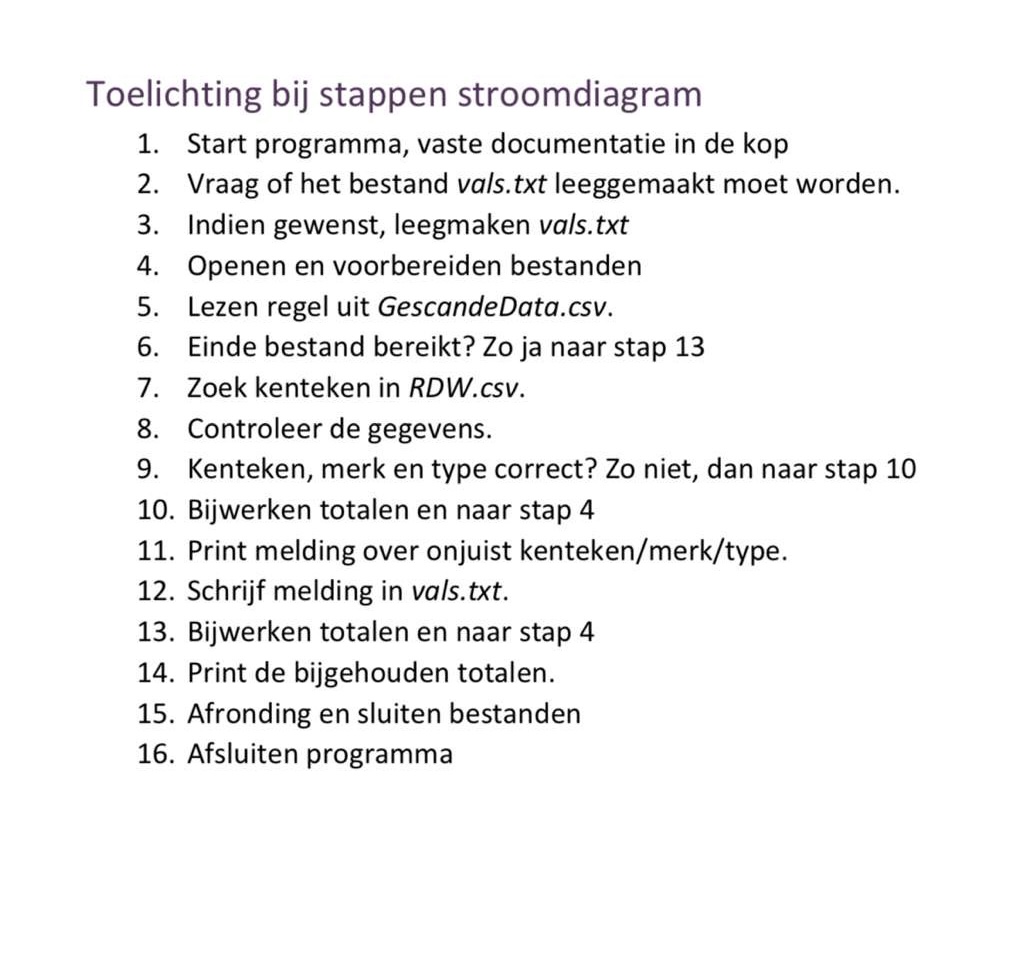 Toelichting bij stappen stroomdiagram
1. Start programma, vaste documentatie in de kop
2. Vraag of het bestand vals.txt leeggemaakt moet worden.
3. Indien gewenst, leegmaken vals.txt
4. Openen en voorbereiden bestanden
5. Lezen regel uit GescandeData.csv.
6. Einde bestand bereikt? Zo ja naar stap 13
7. Zoek kenteken in RDW.csv.
8. Controleer de gegevens.
9. Kenteken, merk en type correct? Zo niet, dan naar stap 10
10. Bijwerken totalen en naar stap 4
11. Print melding over onjuist kenteken/merk/type.
12. Schrijf melding in vals.txt.
13. Bijwerken totalen en naar stap 4
14. Print de bijgehouden totalen.
15. Afronding en sluiten bestanden
16. Afsluiten programma